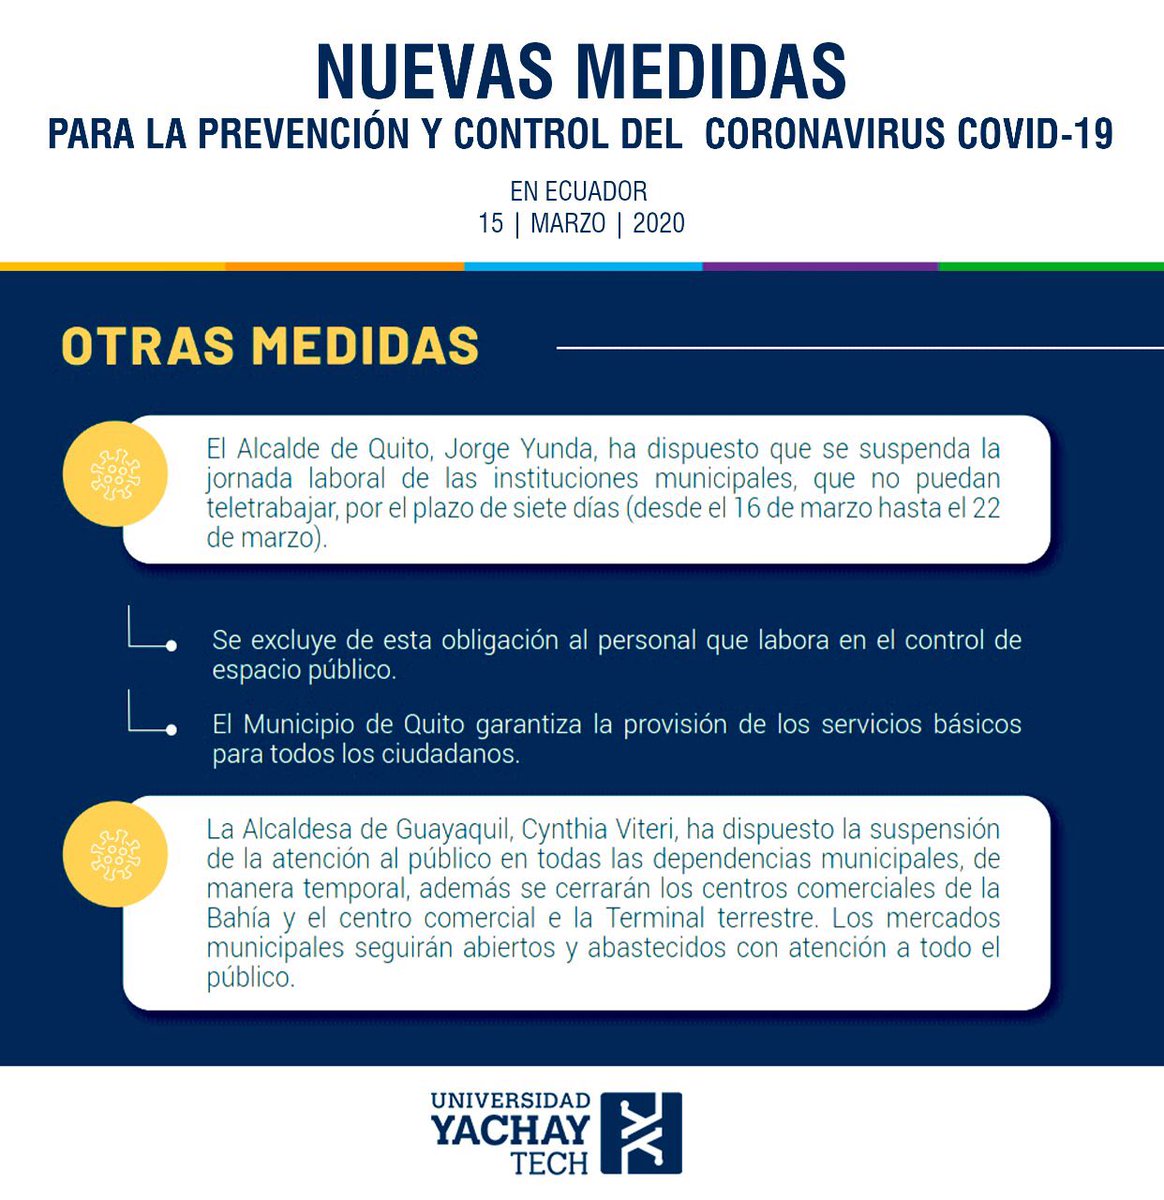 NUEVAS MEDIDAS
PARA LA PREVENCIÓN Y CONTROL DEL CORONAVIRUS COVID-19
EN ECUADOR
15 | MARZO | 2020
OTRAS MEDIDAS
El Alcalde de Quito, Jorge Yunda, ha dispuesto que se suspenda la
jornada laboral de las instituciones municipales, que no puedan
teletrabajar, por el plazo de siete días (desde el 16 de marzo hasta el 22
de marzo).
Se excluye de esta obligación al personal que labora en el control de
espacio público.
El Municipio de Quito garantiza la provisión de los servicios básicos
para todos los ciudadanos.
La Alcaldesa de Guayaquil, Cynthia Viteri, ha dispuesto la suspensión
de la atención al público en todas las dependencias municipales, de
manera temporal, además se cerrarán los centros comerciales de la
Bahía y el centro comercial e la Terminal terrestre. Los mercados
municipales seguirán abiertos y abastecidos con atención a todo el
público.
UNIVERSIDAD
YACHAY
TECH